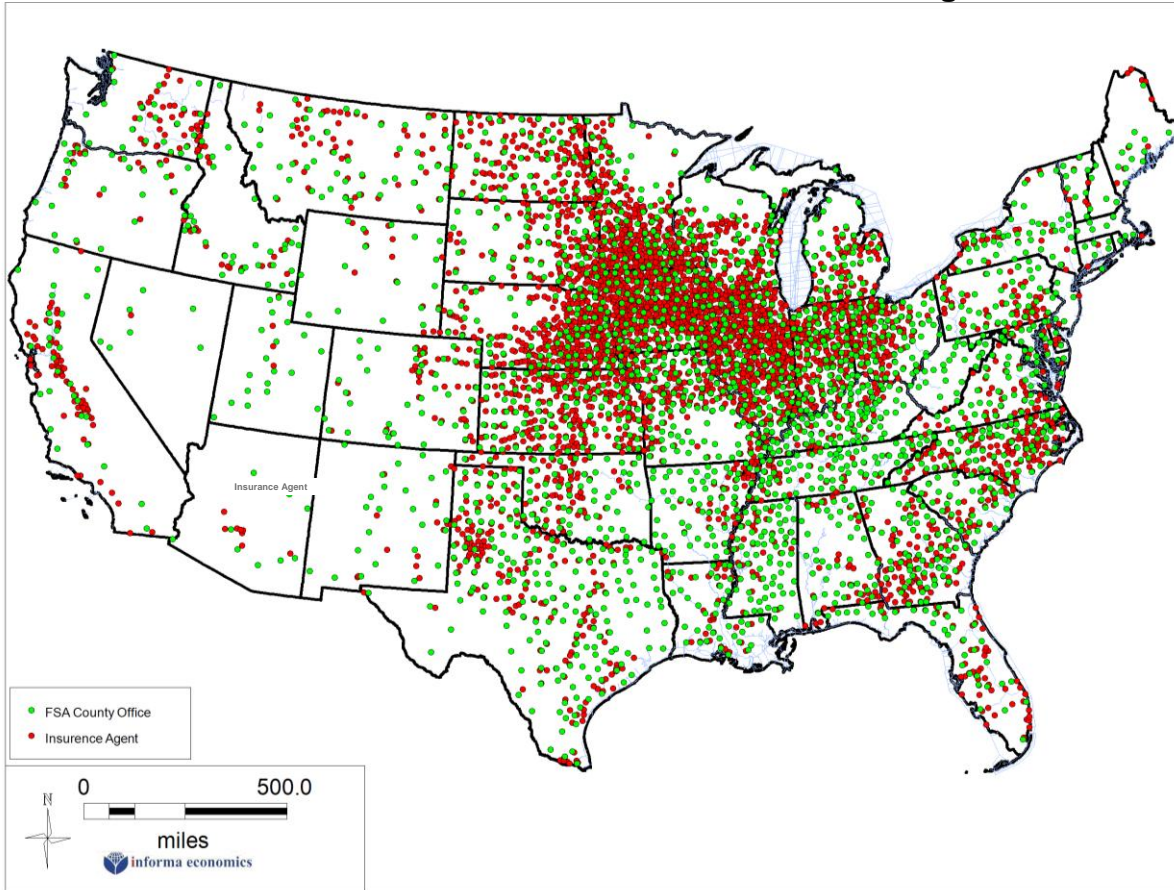 Insurance Agent
FSA County Office
Insurence Agent
0 500.0
N
miles
informa economics